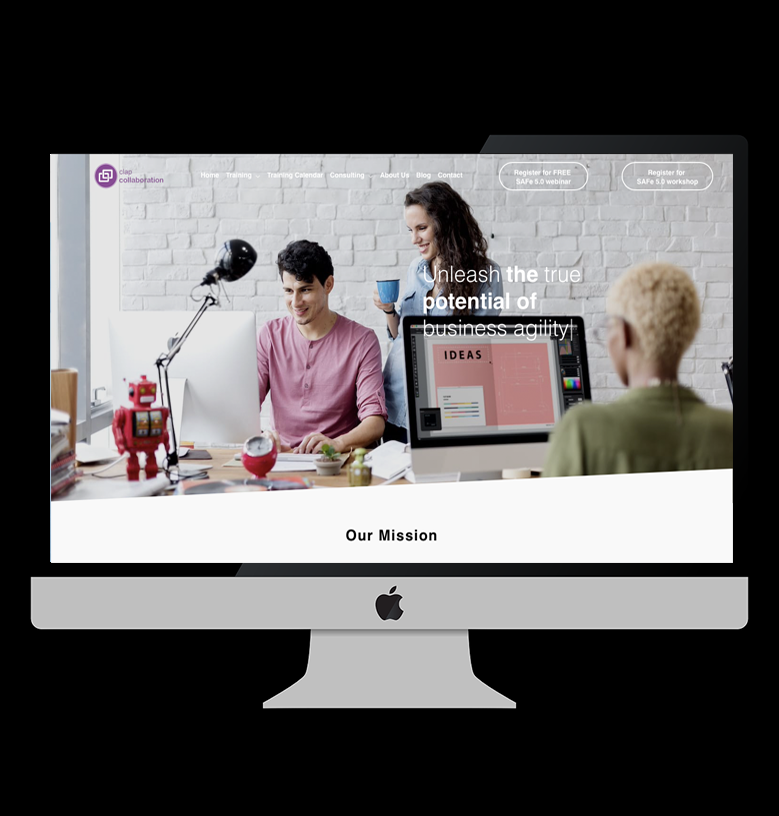 clap
collaboration
Home Training Training Calendar Consulting About Us Blog Contact
Register for FREE
SAFe 5.0 webinar
Register for
SAFe 5.0 workshop
Unleash the true
potential of
business agility|
IDEAS
Our Mission